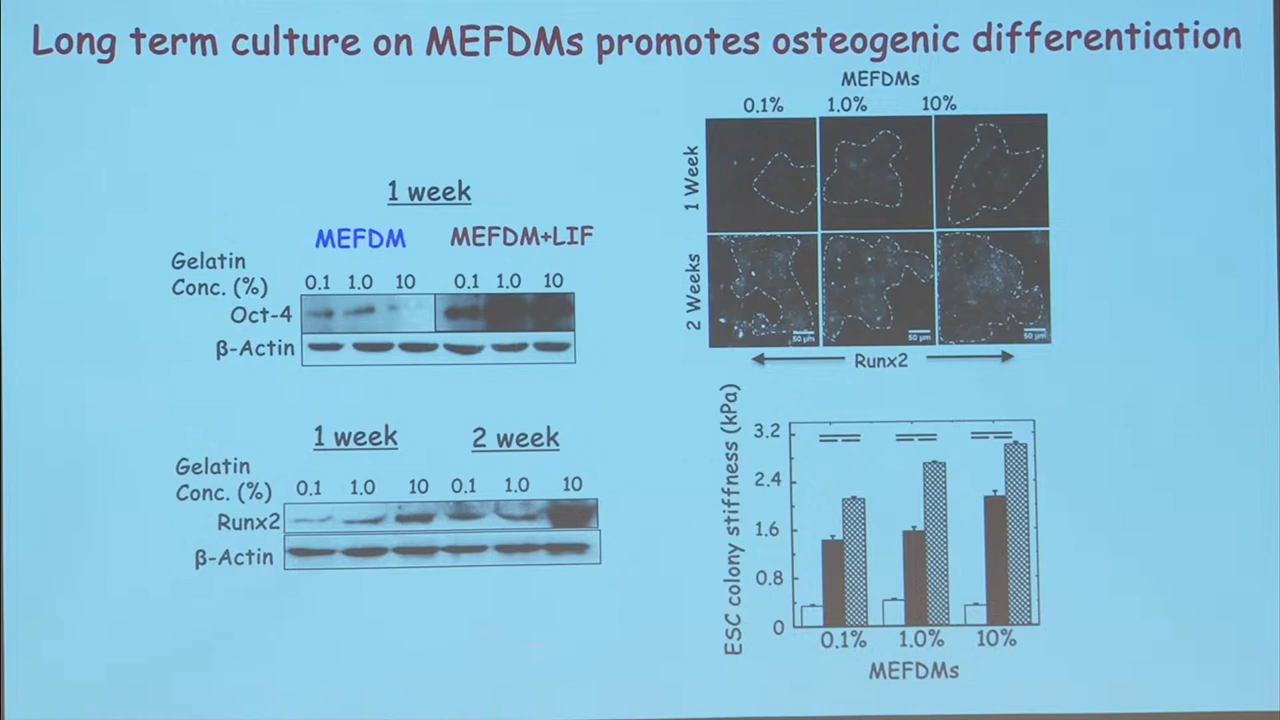 Long term culture on MEFDMs promotes osteogenic differentiation
1 week
MEFDM MEFDM+LIF
Gelatin
Conc. (%) 0.1 1.0 10 0.1 1.0 10
Oct-4
β-Actin
1 week 2 week
Gelatin
Conc. (%) 0.1 1.0 10 0.1 1.0 10
Runx2
β-Actin
MEFDMs
0.1% 1.0% 10%
1 Week
2 Weeks
50 µm 50 µm 50 µm
Runx2
ESC colony stiffness (kPa)
3.2
2.4
1.6
0.8
0
0.1% 1.0% 10%
MEFDMs